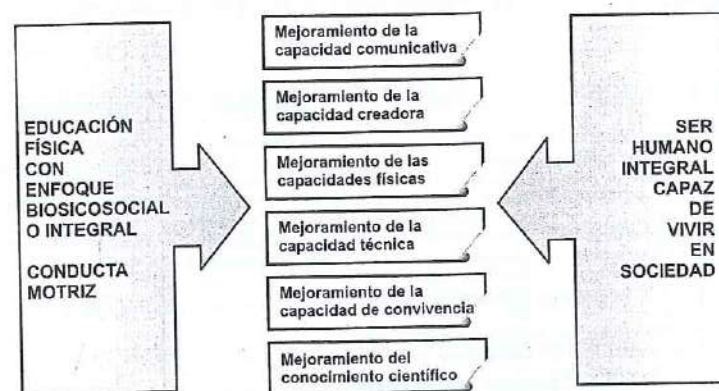 EDUCACIÓN
FÍSICA
CON
ENFOQUE
BIOSICOSOCIAL
O INTEGRAL
CONDUCTA
MOTRIZ
Mejoramiento de la
capacidad comunicativa
Mejoramiento de la
capacidad creadora
Mejoramiento de las
capacidades físicas
Mejoramiento de la
capacidad técnica
Mejoramiento de la
capacidad de convivencia
Mejoramiento del
conocimiento científico
SER
HUMANO
INTEGRAL
CAPAZ
DE
VIVIR
EN
SOCIEDAD